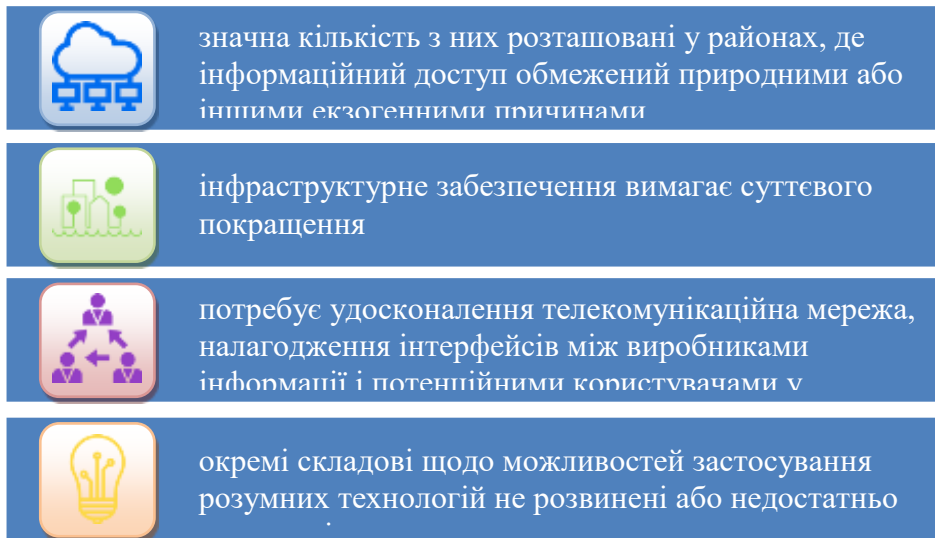 значна кількість з них розташовані у районах, де
інформаційний доступ обмежений природними або
іншими екзогенними причинами
інфраструктурне забезпечення вимагає суттєвого
покращення
потребує удосконалення телекомунікаційна мережа,
налагодження інтерфейсів між виробниками
інформації і потенційними користувачами у
окремі складові щодо можливостей застосування
розумних технологій не розвинені або недостатньо